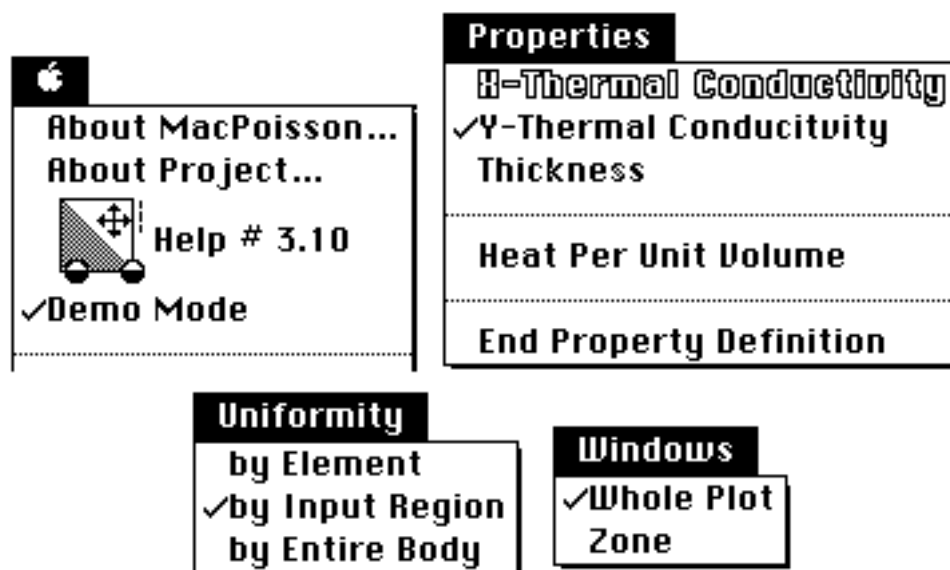 About MacPoisson...
About Project...
Help # 3.10
✓Demo Mode
Properties
X-Thermal Conductivity
✓Y-Thermal Conducitvity
Thickness
Heat Per Unit Volume
End Property Definition
Uniformity
by Element
✓by Input Region
by Entire Body
Windows
✓Whole Plot
Zone